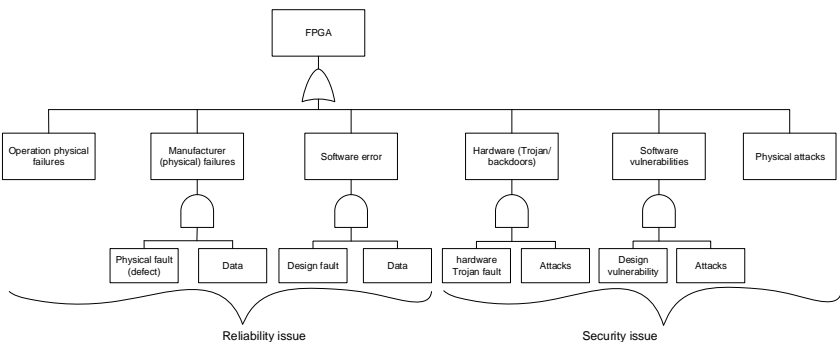 FPGA
Operation physical
failures
Manufacturer
(physical) failures
Software error
Hardware (Trojan/
backdoors)
Software
vulnerabilities
Physical attacks
Physical fault
(defect)
Data
Design fault
Data
hardware
Trojan fault
Attacks
Design
vulnerability
Attacks
Reliability issue
Security issue